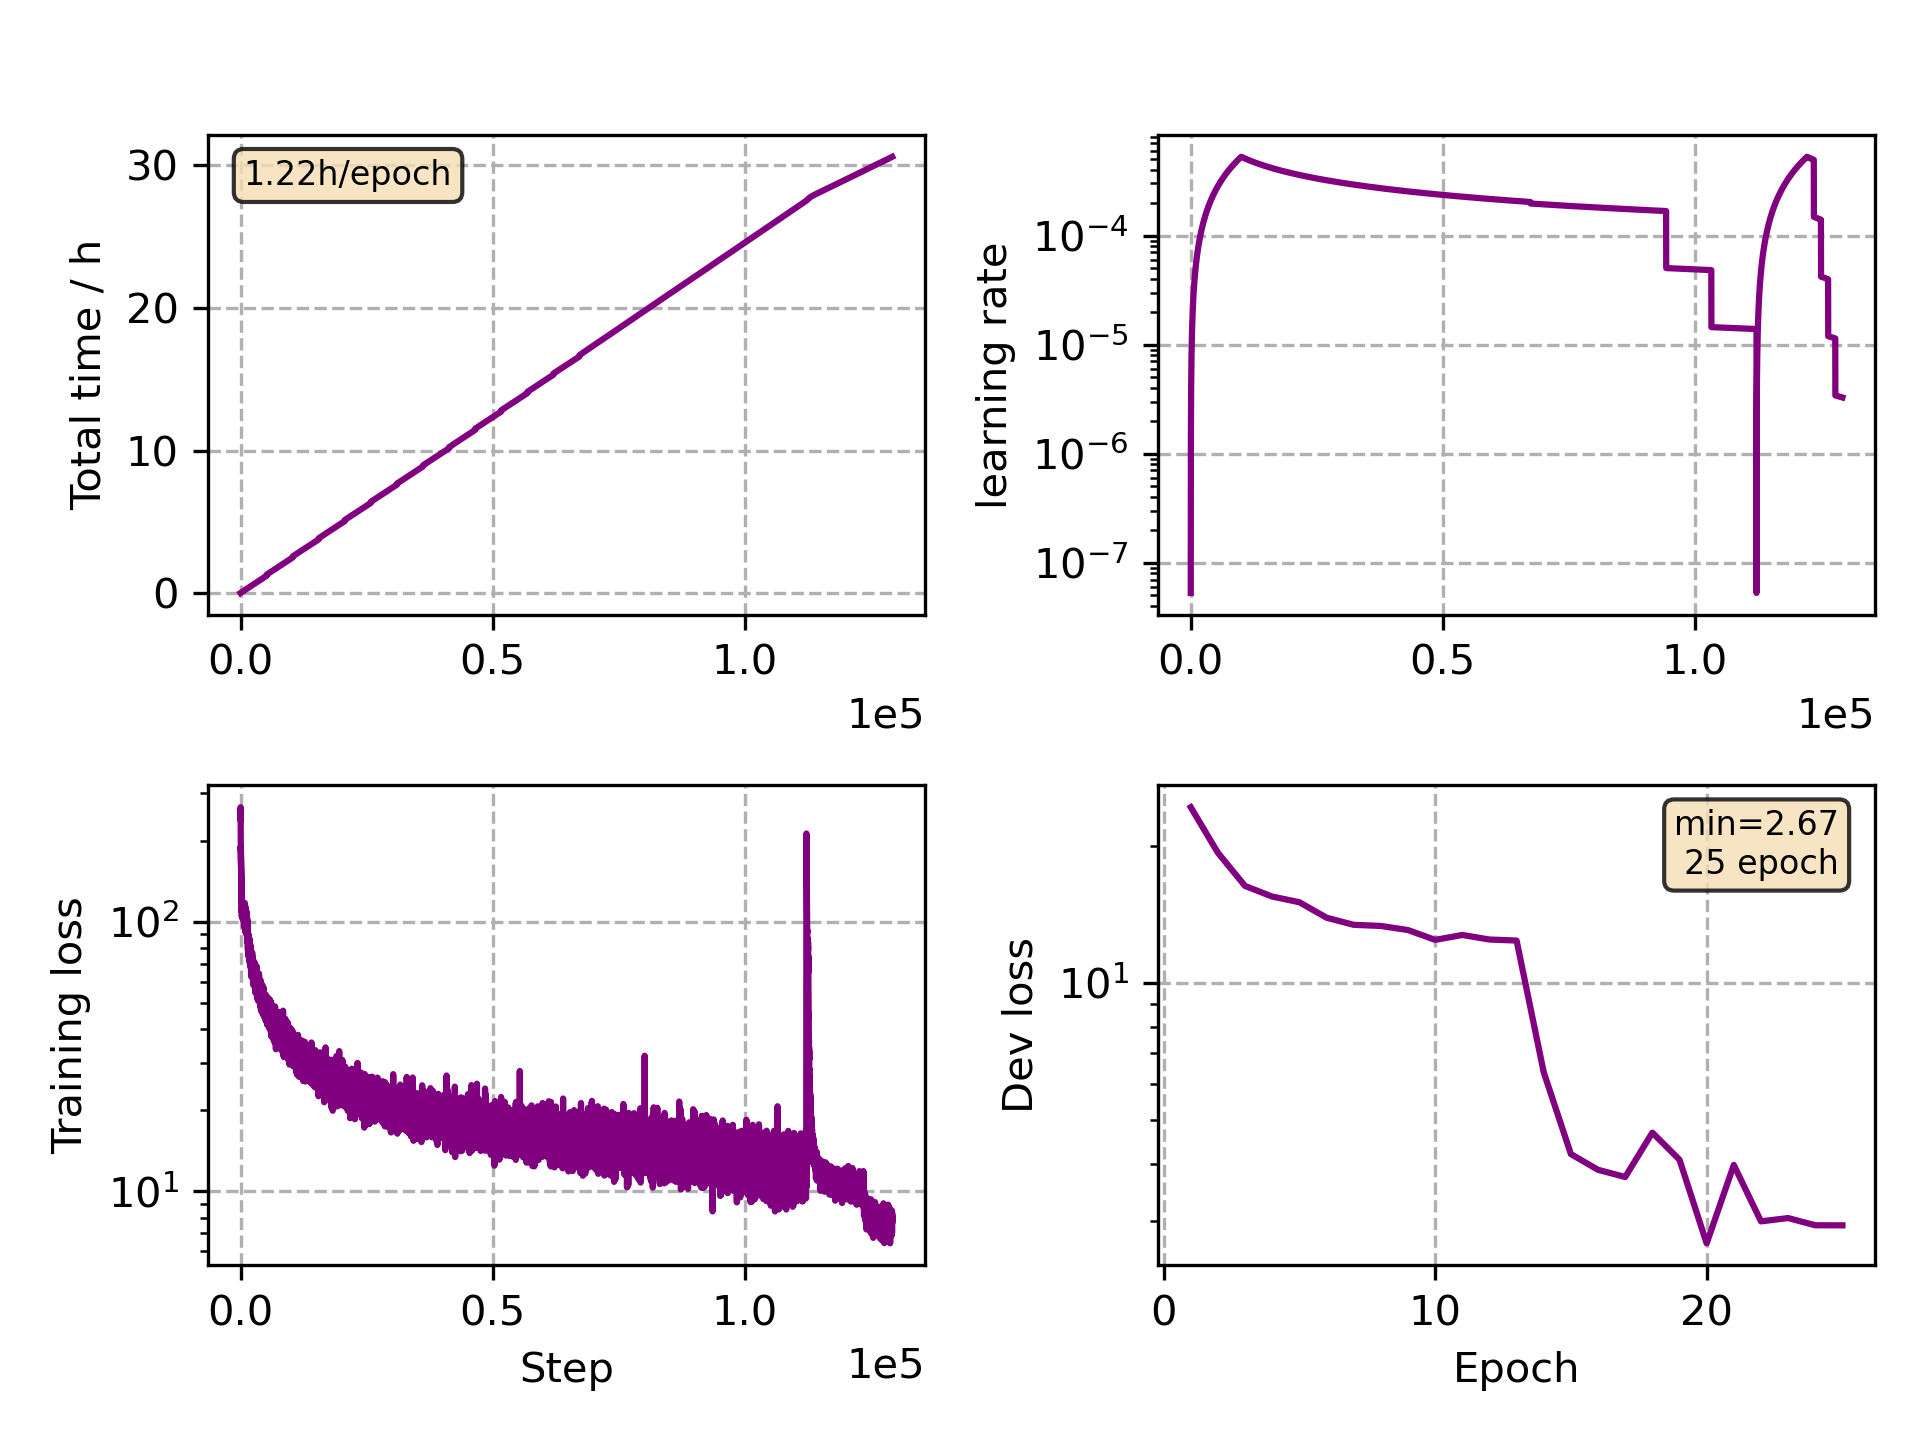 1.22h/epoch
Total time / h
30
20
10
0
0.0 0.5 1.0
1e5
learning rate
10⁻⁴
10⁻⁵
10⁻⁶
10⁻⁷
0.0 0.5 1.0
1e5
Training loss
10²
10¹
0.0 0.5 1.0
Step
1e5
min=2.67
25 epoch
Dev loss
10¹
0 10 20
Epoch